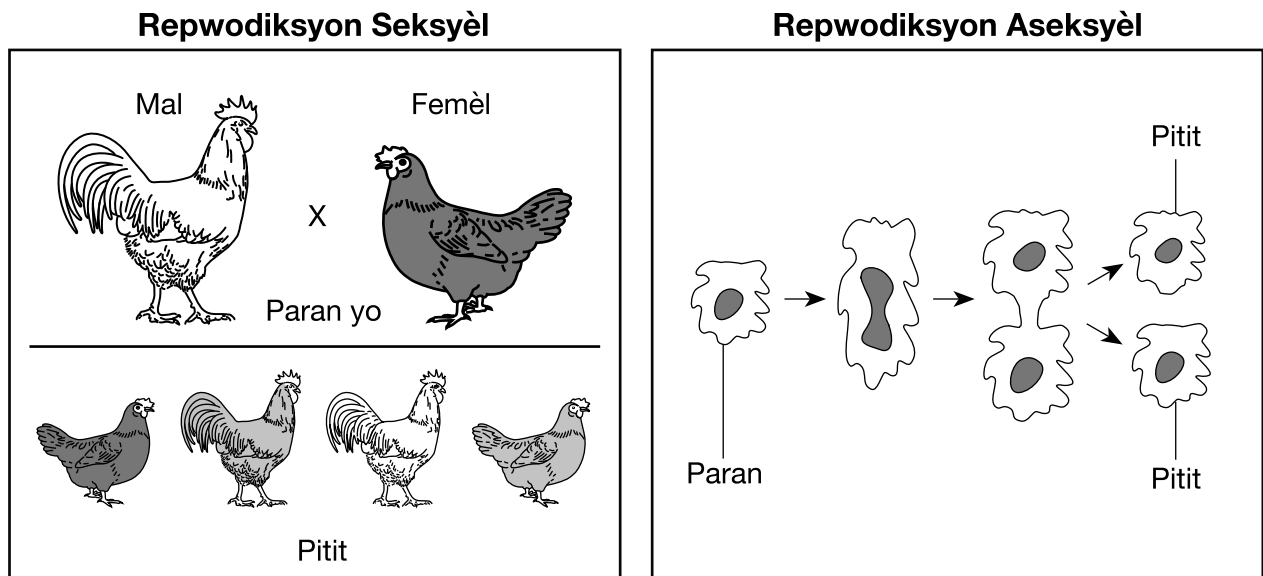 Repwodiksyon Seksyèl
Mal
Femèl
X
Paran yo
Pitit
Repwodiksyon Aseksyèl
Pitit
Paran
Pitit